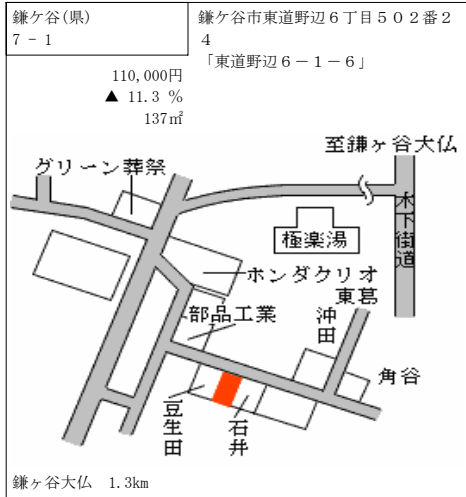 鎌ケ谷(県)
7－1
鎌ケ谷市東道野辺６丁目５０２番２
４
「東道野辺６－１－６」
110,000円
▲ 11.3 %
137㎡
至鎌ヶ谷大仏
グリーン葬祭
木下街道
極楽湯
ホンダクリオ
東葛
部品工業
沖田
角谷
豆生田
石井
鎌ヶ谷大仏 1.3km